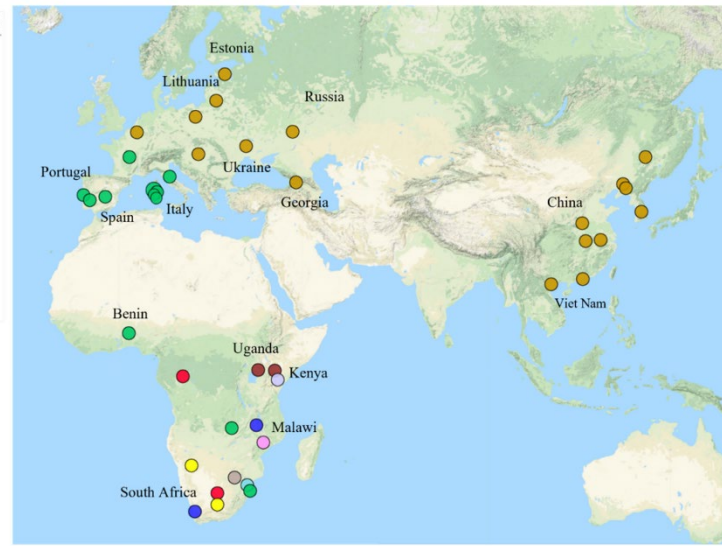 Estonia
Lithuania
Russia
Portugal
Ukraine
Spain
Italy
Georgia
China
Viet Nam
Benin
Uganda
Kenya
Malawi
South Africa